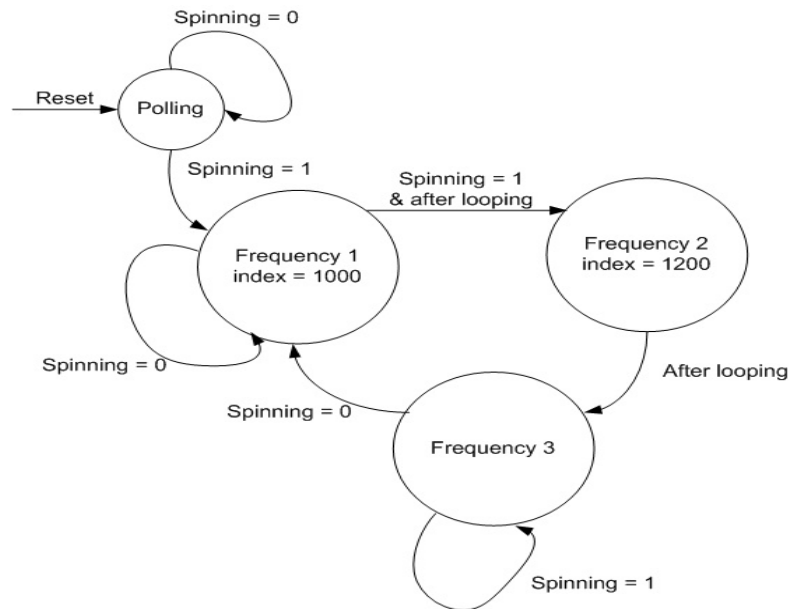 Spinning = 0
Reset
Polling
Spinning = 1
Spinning = 1
& after looping
Frequency 1
index = 1000
Frequency 2
index = 1200
Spinning = 0
After looping
Spinning = 0
Frequency 3
Spinning = 1